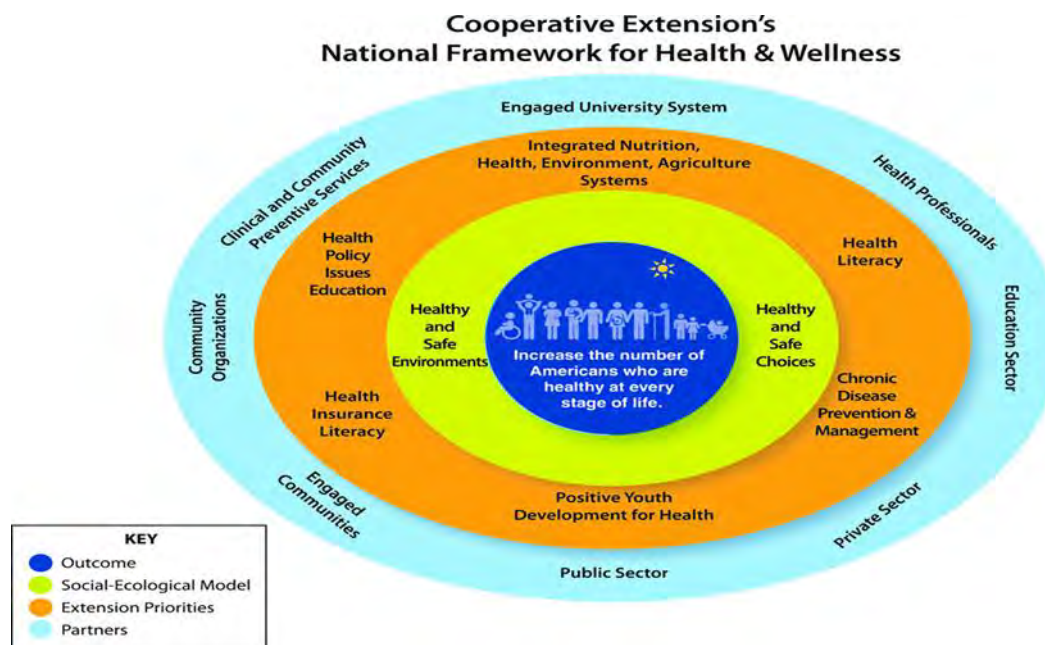 Cooperative Extension's
National Framework for Health & Wellness
Engaged University System
Clinical and Community
Preventive Services
Health Professionals
Community
Organizations
Education Sector
Engaged
Communities
Private Sector
Public Sector
Integrated Nutrition,
Health, Environment, Agriculture
Systems
Health
Policy
Issues
Education
Health
Literacy
Health
Insurance
Literacy
Chronic
Disease
Prevention &
Management
Positive Youth
Development for Health
Healthy
and
Safe
Environments
Healthy
and
Safe
Choices
Increase the number of
Americans who are
healthy at every
stage of life.
KEY
Outcome
Social-Ecological Model
Extension Priorities
Partners